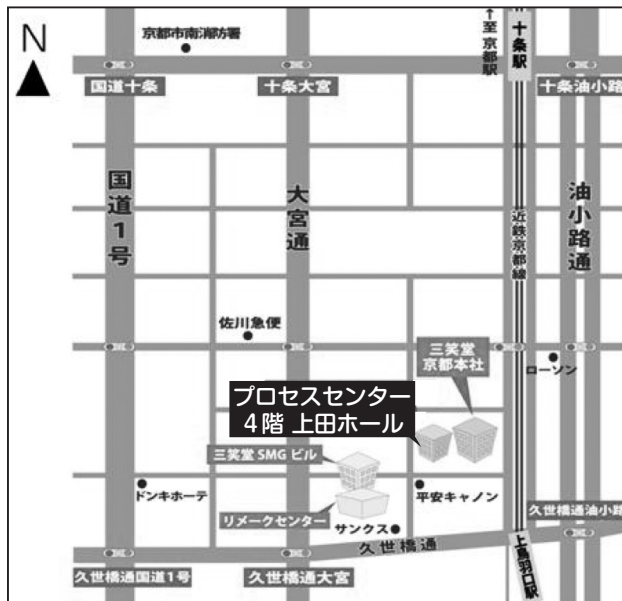 N
京都市南消防署
↑至 京都駅
十条駅
国道十条
十条大宮
十条油小路
国道1号
大宮通
近鉄京都線
油小路通
佐川急便
三笑堂
京都本社
ローソン
プロセスセンター
4階 上田ホール
三笑堂 SMG ビル
ドンキホーテ
リメークセンター
平安キャノン
サンクス
久世橋通
久世橋通油小路
久世橋通国道1号
久世橋通大宮
上鳥羽口駅